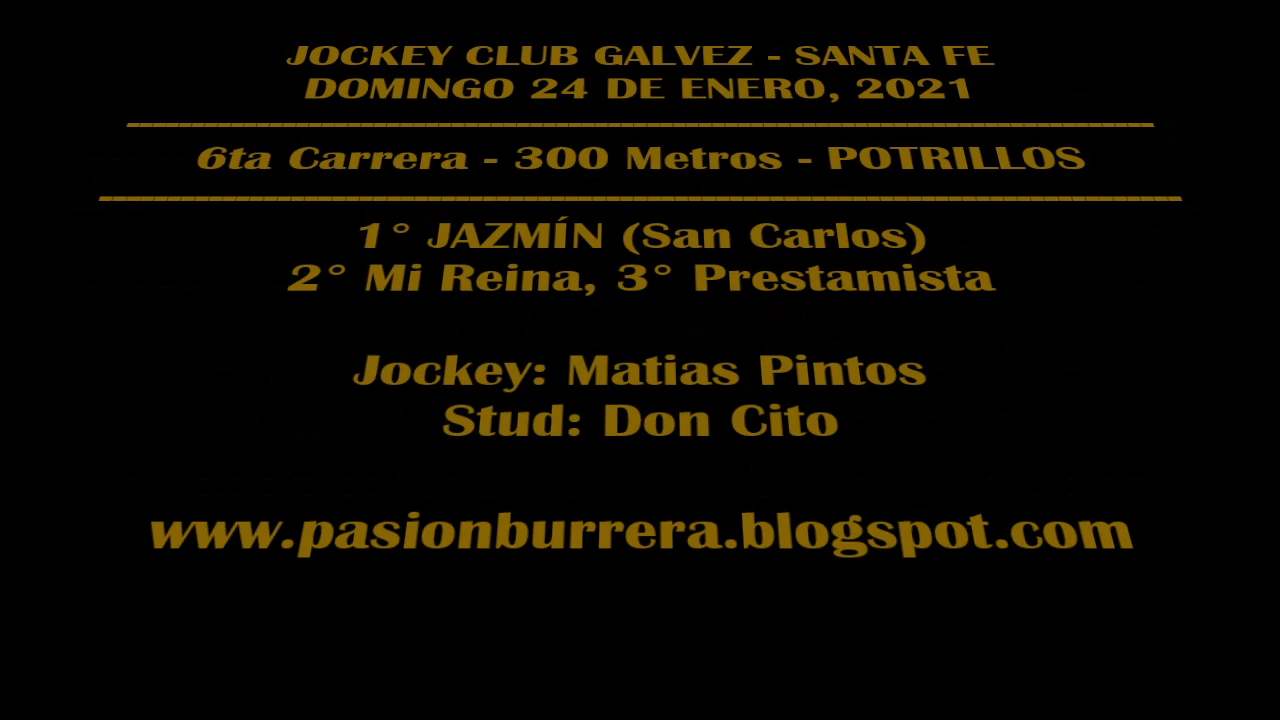 JOCKEY CLUB GALVEZ - SANTA FE
DOMINGO 24 DE ENERO, 2021
6ta Carrera - 300 Metros - POTRILLOS
1° JAZMÍN (San Carlos)
2° Mi Reina, 3° Prestamista
Jockey: Matias Pintos
Stud: Don Cito
www.pasionburrera.blogspot.com